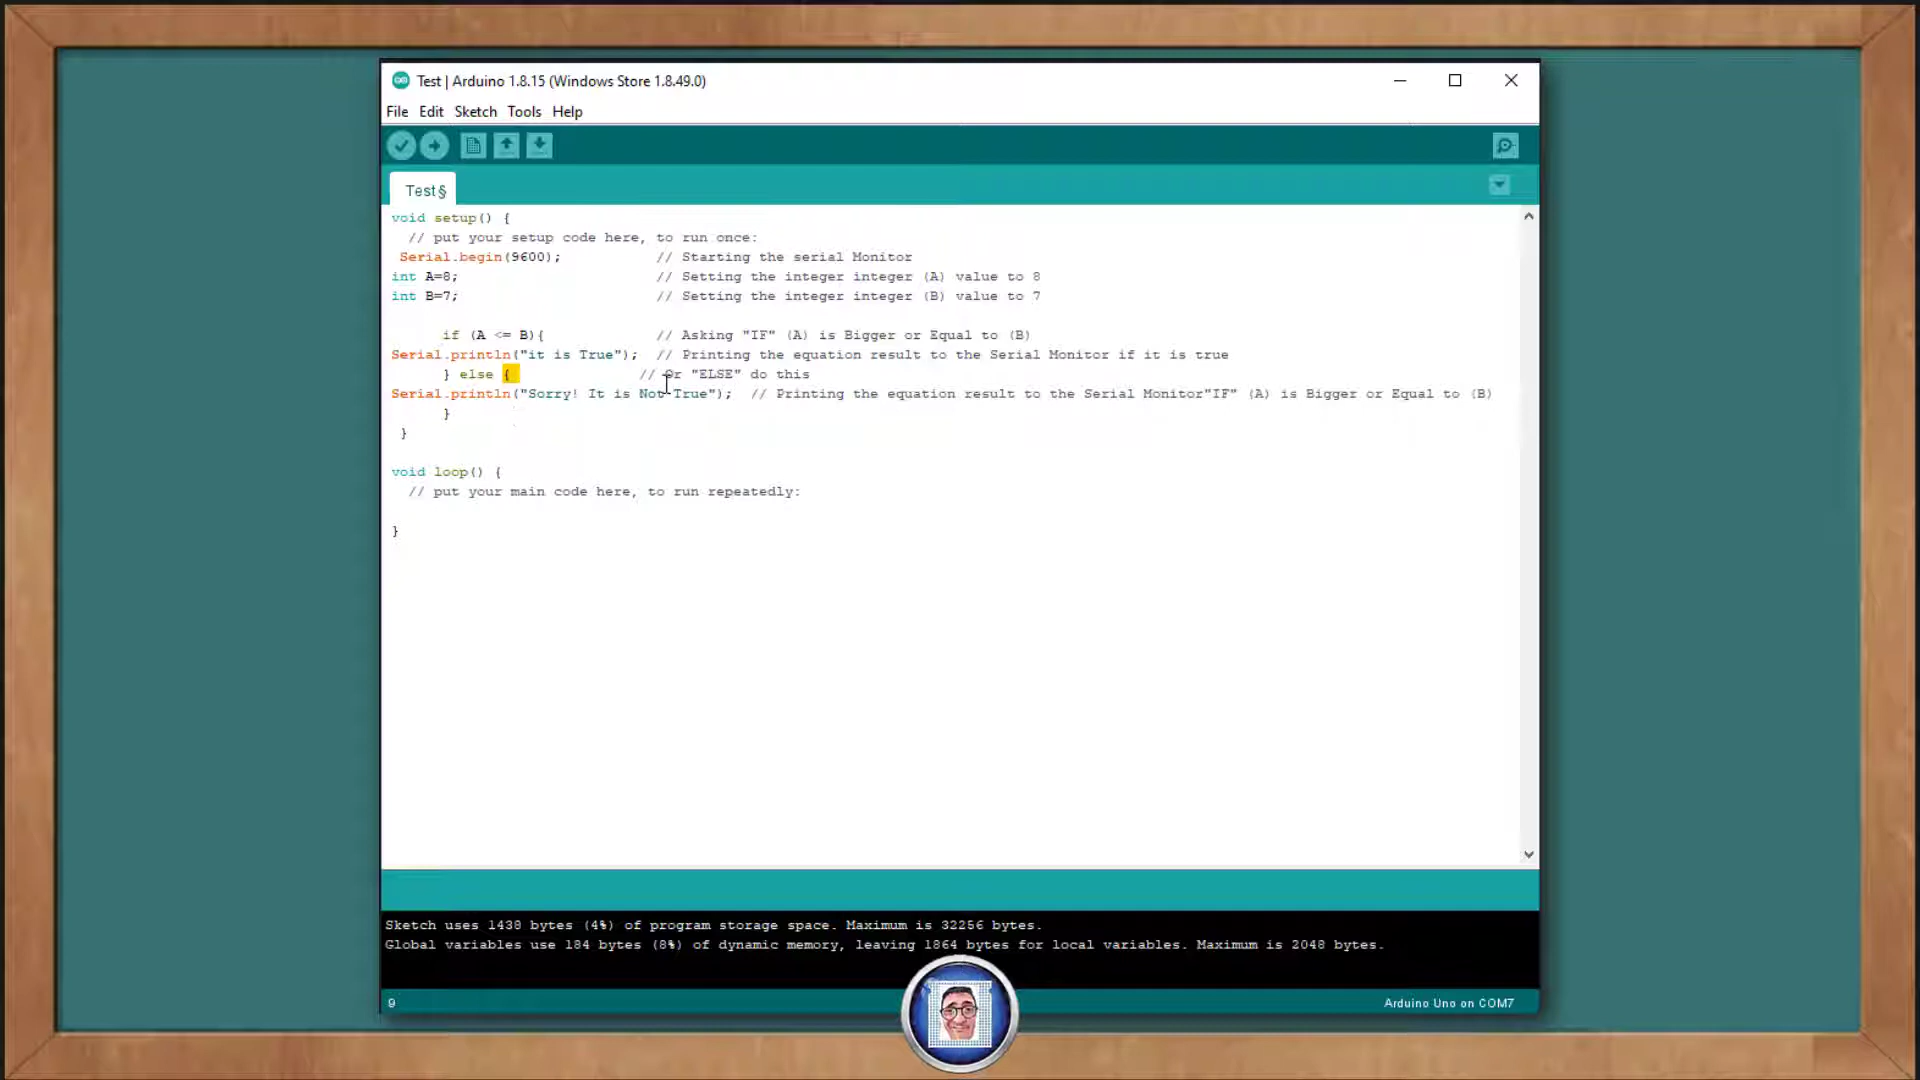 Test | Arduino 1.8.15 (Windows Store 1.8.49.0)
File Edit Sketch Tools Help
Test§
void setup() {
// put your setup code here, to run once:
Serial.begin(9600); // Starting the serial Monitor
int A=8; // Setting the integer integer (A) value to 8
int B=7; // Setting the integer integer (B) value to 7
if (A <= B){ // Asking "IF" (A) is Bigger or Equal to (B)
Serial.println("it is True"); // Printing the equation result to the Serial Monitor if it is true
} else { // Or "ELSE" do this
Serial.println("Sorry! It is Not True"); // Printing the equation result to the Serial Monitor"IF" (A) is Bigger or Equal to (B)
}
}
void loop() {
// put your main code here, to run repeatedly:
}
Sketch uses 1438 bytes (4%) of program storage space. Maximum is 32256 bytes.
Global variables use 184 bytes (8%) of dynamic memory, leaving 1864 bytes for local variables. Maximum is 2048 bytes.
9 Arduino Uno on COM7